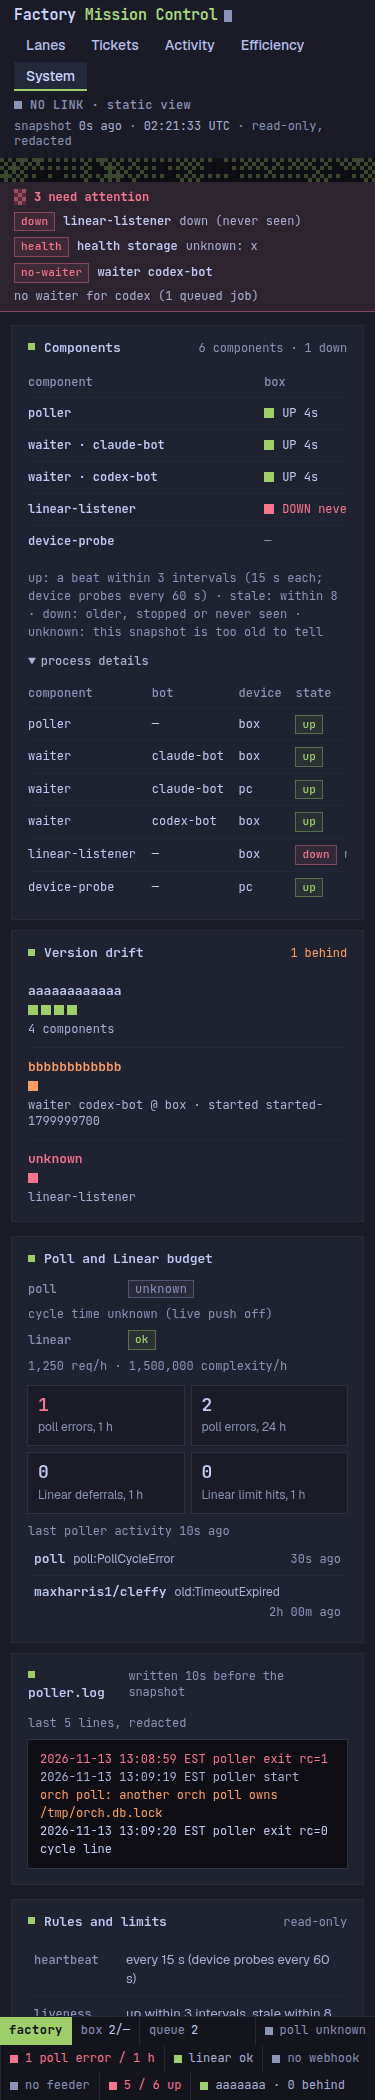 Factory Mission Control
Lanes Tickets Activity Efficiency
System
NO LINK · static view
snapshot 0s ago · 02:21:33 UTC · read-only,
redacted
3 need attention
down linear-listener down (never seen)
health health storage unknown: x
no-waiter waiter codex-bot
no waiter for codex (1 queued job)
Components 6 components · 1 down
component box
poller UP 4s
waiter · claude-bot UP 4s
waiter · codex-bot UP 4s
linear-listener DOWN neve
device-probe —
up: a beat within 3 intervals (15 s each;
device probes every 60 s) · stale: within 8
· down: older, stopped or never seen ·
unknown: this snapshot is too old to tell
▼ process details
component bot device state
poller — box up
waiter claude-bot box up
waiter claude-bot pc up
waiter codex-bot box up
linear-listener — box down
device-probe — pc up
Version drift 1 behind
aaaaaaaaaaaa
4 components
bbbbbbbbbbbb
waiter codex-bot @ box · started started-
1799999700
unknown
linear-listener
Poll and Linear budget
poll unknown
cycle time unknown (live push off)
linear ok
1,250 req/h · 1,500,000 complexity/h
1 2
poll errors, 1 h poll errors, 24 h
0 0
Linear deferrals, 1 h Linear limit hits, 1 h
last poller activity 10s ago
poll poll:PollCycleError 30s ago
maxharris1/cleffy old:TimeoutExpired
2h 00m ago
poller.log written 10s before the
snapshot
last 5 lines, redacted
2026-11-13 13:08:59 EST poller exit rc=1
2026-11-13 13:09:19 EST poller start
orch poll: another orch poll owns
/tmp/orch.db.lock
2026-11-13 13:09:20 EST poller exit rc=0
cycle line
Rules and limits read-only
heartbeat every 15 s (device probes every 60
s)
liveness up within 3 intervals, stale within 8
factory box 2/— queue 2 poll unknown
1 poll error / 1 h linear ok no webhook
no feeder 5 / 6 up aaaaaaa · 0 behind